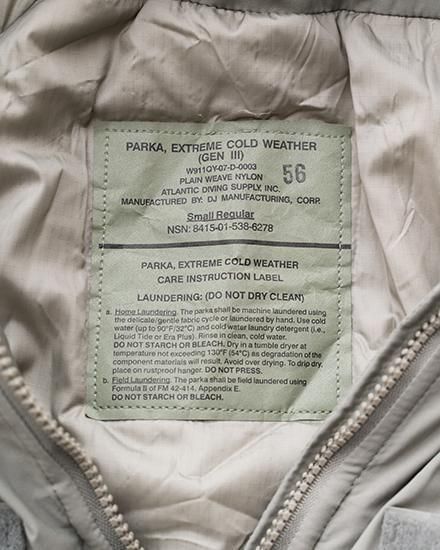 PARKA, EXTREME COLD WEATHER
(GEN III)
W911QY-07-D-0003
PLAIN WEAVE NYLON
56
ATLANTIC DIVING SUPPLY, INC.
MANUFACTURED BY: DJ MANUFACTURING, CORP.
Small Regular
NSN: 8415-01-538-6278
PARKA, EXTREME COLD WEATHER
CARE INSTRUCTION LABEL
LAUNDERING: (DO NOT DRY CLEAN)
a. Home Laundering. The parka shall be machine laundered using
the delicate/gentle fabric cycle or laundered by hand. Use cold
water (up to 90°F/32°C) and cold water laundry detergent (i.e.,
Liquid Tide or Era Plus). Rinse in clean, cold water.
DO NOT STARCH OR BLEACH. Dry in a tumble dryer at
temperature not exceeding 130°F (54°C) as degradation of the
component materials will result. Avoid over drying. To drip dry,
place on rustproof hanger. DO NOT PRESS.
b. Field Laundering. The parka shall be field laundered using
Formula II of FM 42-414, Appendix E.
DO NOT STARCH OR BLEACH.